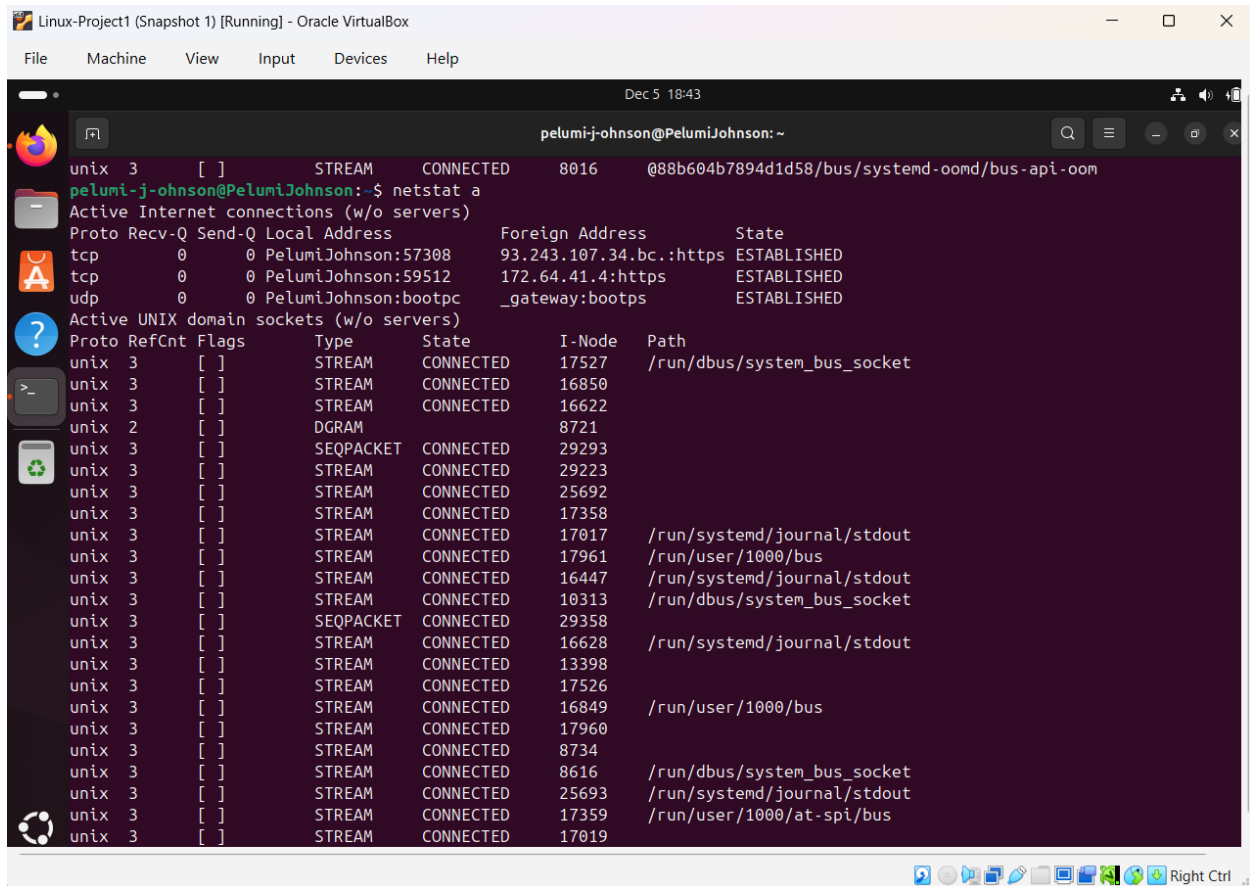 Linux-Project1 (Snapshot 1) [Running] - Oracle VirtualBox
File Machine View Input Devices Help
Dec 5 18:43
pelumi-j-ohnson@PelumiJohnson: ~
unix 3 [ ] STREAM CONNECTED 8016 @88b604b7894d1d58/bus/systemd-oomd/bus-api-oom
pelumi-j-ohnson@PelumiJohnson:~$ netstat a
Active Internet connections (w/o servers)
Proto Recv-Q Send-Q Local Address Foreign Address State
tcp 0 0 PelumiJohnson:57308 93.243.107.34.bc.:https ESTABLISHED
tcp 0 0 PelumiJohnson:59512 172.64.41.4:https ESTABLISHED
udp 0 0 PelumiJohnson:bootpc _gateway:bootps ESTABLISHED
Active UNIX domain sockets (w/o servers)
Proto RefCnt Flags Type State I-Node Path
unix 3 [ ] STREAM CONNECTED 17527 /run/dbus/system_bus_socket
unix 3 [ ] STREAM CONNECTED 16850
unix 3 [ ] STREAM CONNECTED 16622
unix 2 [ ] DGRAM 8721
unix 3 [ ] SEQPACKET CONNECTED 29293
unix 3 [ ] STREAM CONNECTED 29223
unix 3 [ ] STREAM CONNECTED 25692
unix 3 [ ] STREAM CONNECTED 17358
unix 3 [ ] STREAM CONNECTED 17017 /run/systemd/journal/stdout
unix 3 [ ] STREAM CONNECTED 17961 /run/user/1000/bus
unix 3 [ ] STREAM CONNECTED 16447 /run/systemd/journal/stdout
unix 3 [ ] STREAM CONNECTED 10313 /run/dbus/system_bus_socket
unix 3 [ ] SEQPACKET CONNECTED 29358
unix 3 [ ] STREAM CONNECTED 16628 /run/systemd/journal/stdout
unix 3 [ ] STREAM CONNECTED 13398
unix 3 [ ] STREAM CONNECTED 17526
unix 3 [ ] STREAM CONNECTED 16849 /run/user/1000/bus
unix 3 [ ] STREAM CONNECTED 17960
unix 3 [ ] STREAM CONNECTED 8734
unix 3 [ ] STREAM CONNECTED 8616 /run/dbus/system_bus_socket
unix 3 [ ] STREAM CONNECTED 25693 /run/systemd/journal/stdout
unix 3 [ ] STREAM CONNECTED 17359 /run/user/1000/at-spi/bus
unix 3 [ ] STREAM CONNECTED 17019
Right Ctrl